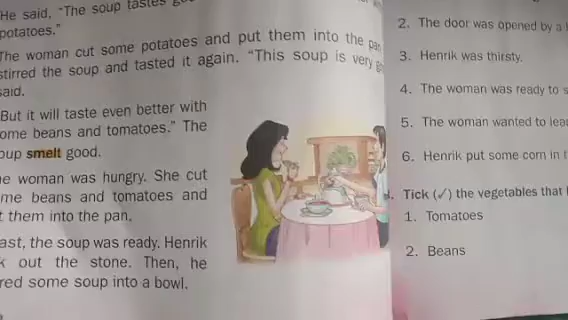 He said, "The soup tastes
potatoes."
The woman cut some potatoes and put them into the pan
stirred the soup and tasted it again. "This soup is very
said.
But it will taste even better with
some beans and tomatoes." The
soup smelt good.
The woman was hungry. She cut
some beans and tomatoes and
put them into the pan.
last, the soup was ready. Henrik
out the stone. Then, he
some soup into a bowl.
2. The door was opened by a
3. Henrik was thirsty.
4. The woman was ready to
5. The woman wanted to
6. Henrik put some corn in
Tick (✓) the vegetables that
1. Tomatoes
2. Beans